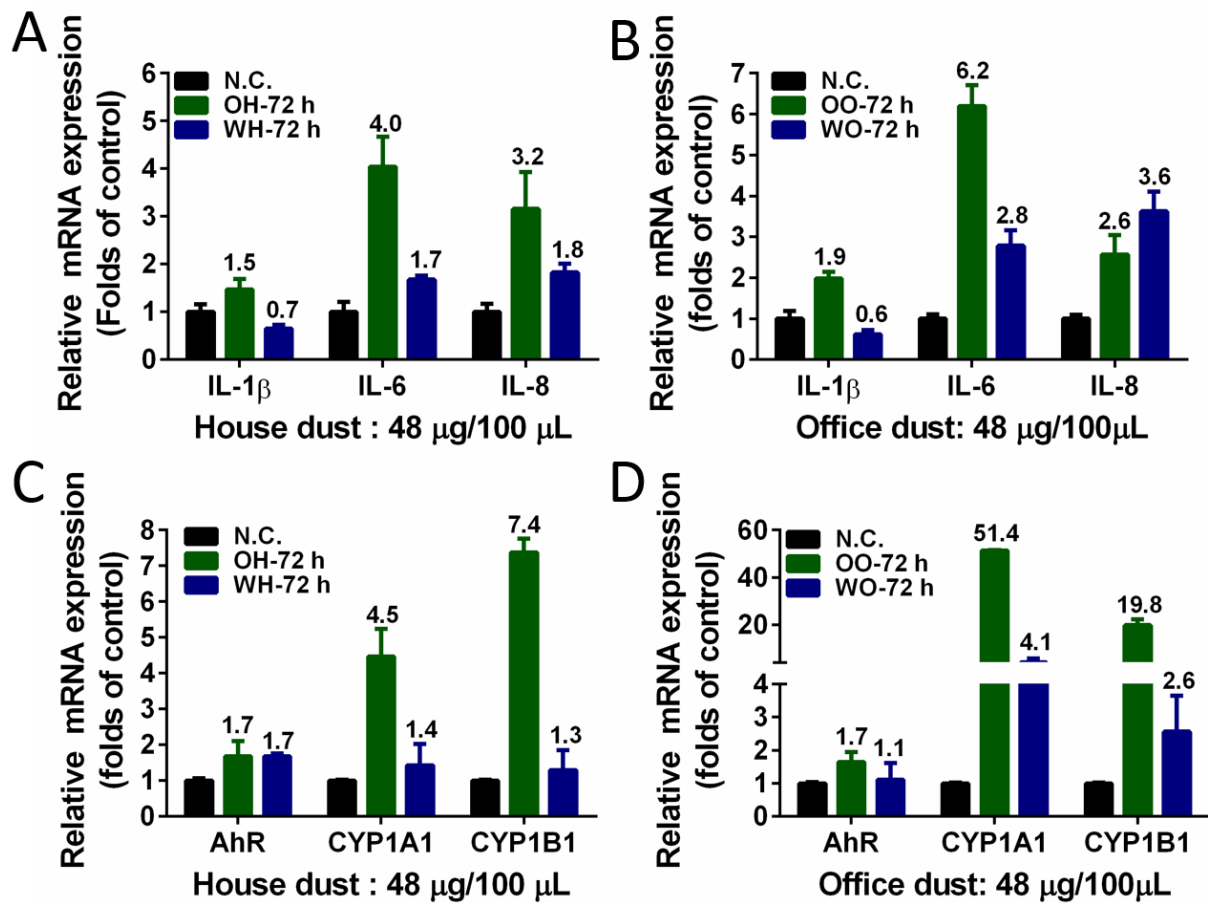 A
Relative mRNA expression
(Folds of control)
6
5
4
3
2
1
0
N.C.
OH-72 h
WH-72 h
1.5
0.7
4.0
1.7
3.2
1.8
IL-1β
IL-6
IL-8
House dust : 48 μg/100 μL
B
Relative mRNA expression
(folds of control)
7
6
5
4
3
2
1
0
N.C.
OO-72 h
WO-72 h
1.9
0.6
6.2
2.8
2.6
3.6
IL-1β
IL-6
IL-8
Office dust: 48 μg/100μL
C
Relative mRNA expression
(folds of control)
8
7
6
5
4
3
2
1
0
N.C.
OH-72 h
WH-72 h
1.7
1.7
4.5
1.4
7.4
1.3
AhR
CYP1A1
CYP1B1
House dust : 48 μg/100 μL
D
Relative mRNA expression
(folds of control)
60
40
20
4
3
2
1
0
N.C.
OO-72 h
WO-72 h
1.7
1.1
51.4
4.1
19.8
2.6
AhR
CYP1A1
CYP1B1
Office dust: 48 μg/100μL